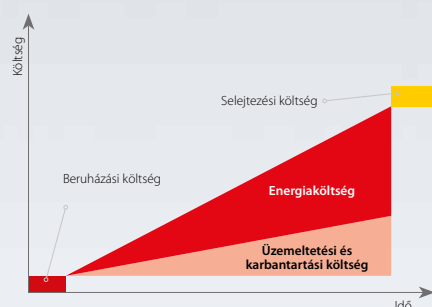 Költség
Selejtezési költség
Beruházási költség
Energiaköltség
Üzemeltetési és
karbantartási költség
Idő